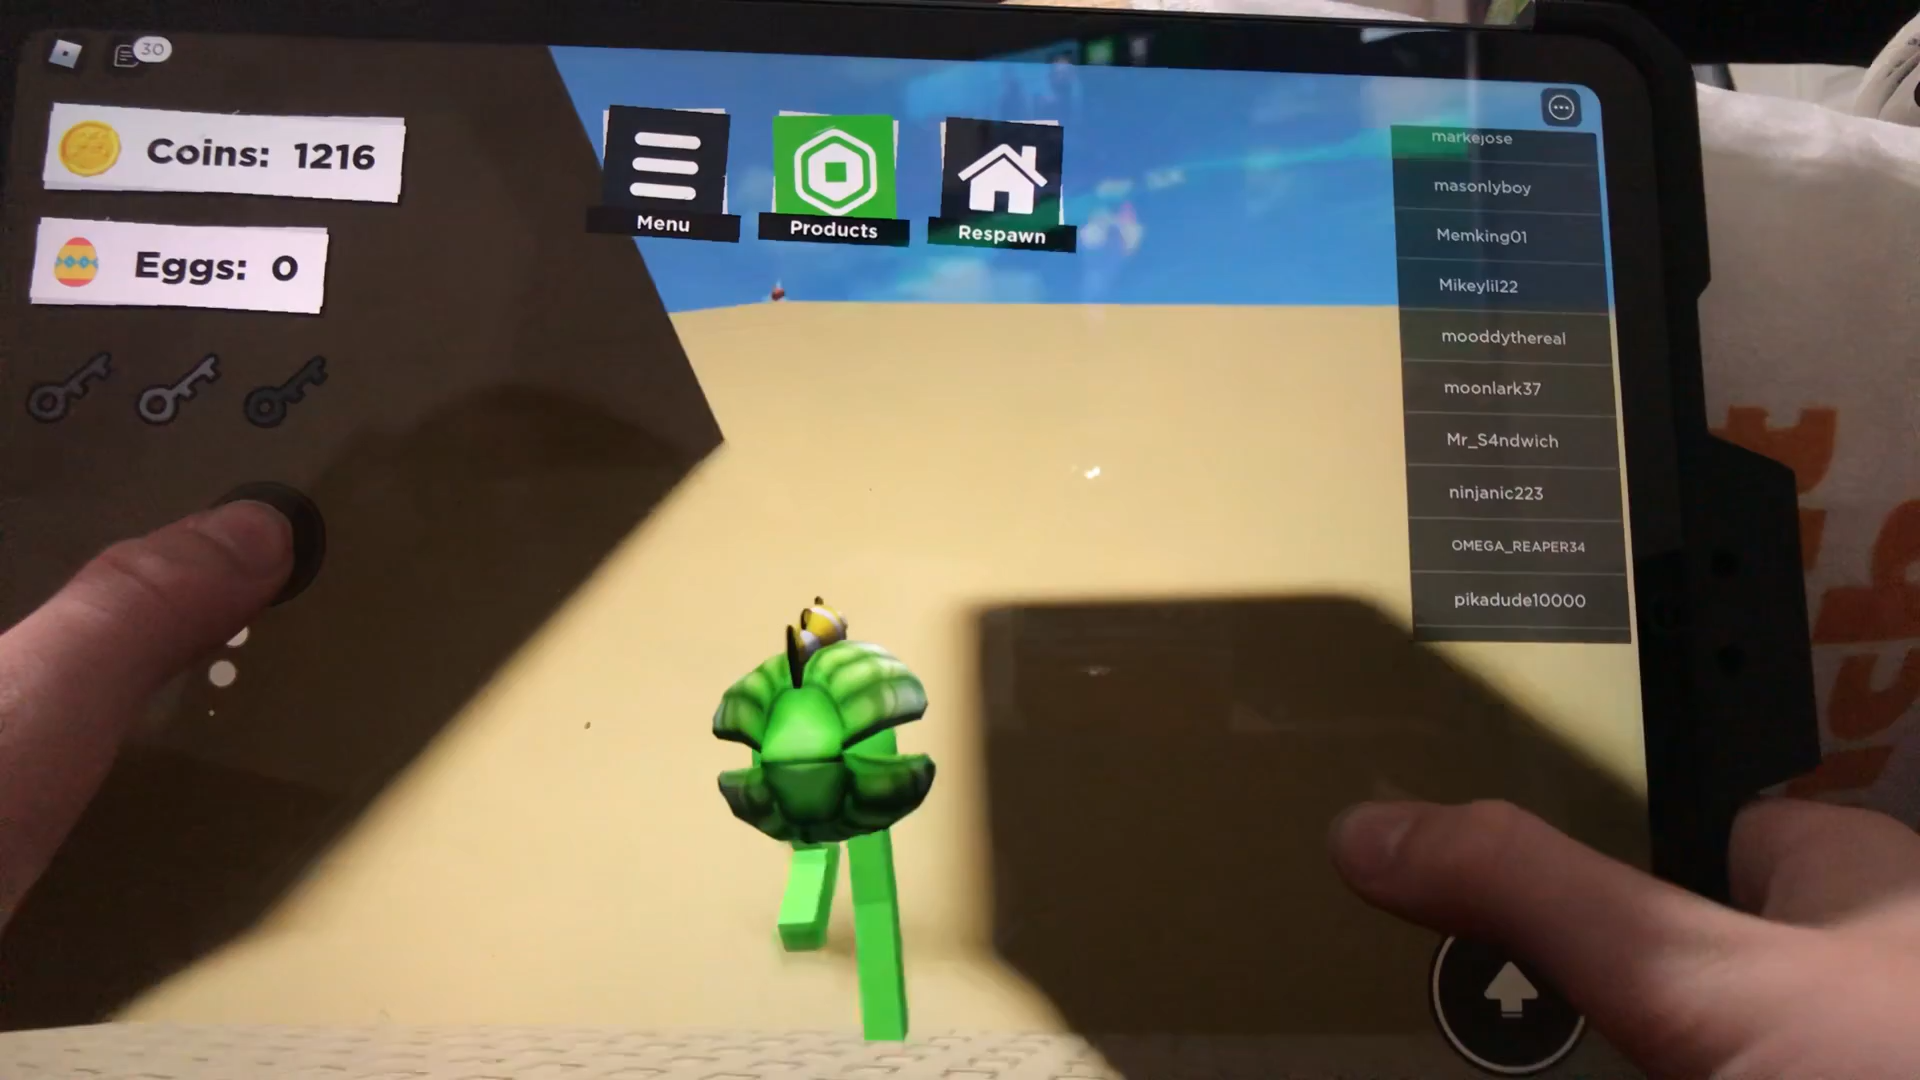 30
Coins: 1216
Eggs: 0
Menu
Products
Respawn
markejose
masonlyboy
Memking01
Mikeylil22
mooddythereal
moonlark37
Mr_S4ndwich
ninjanic223
OMEGA_REAPER34
pikadude10000